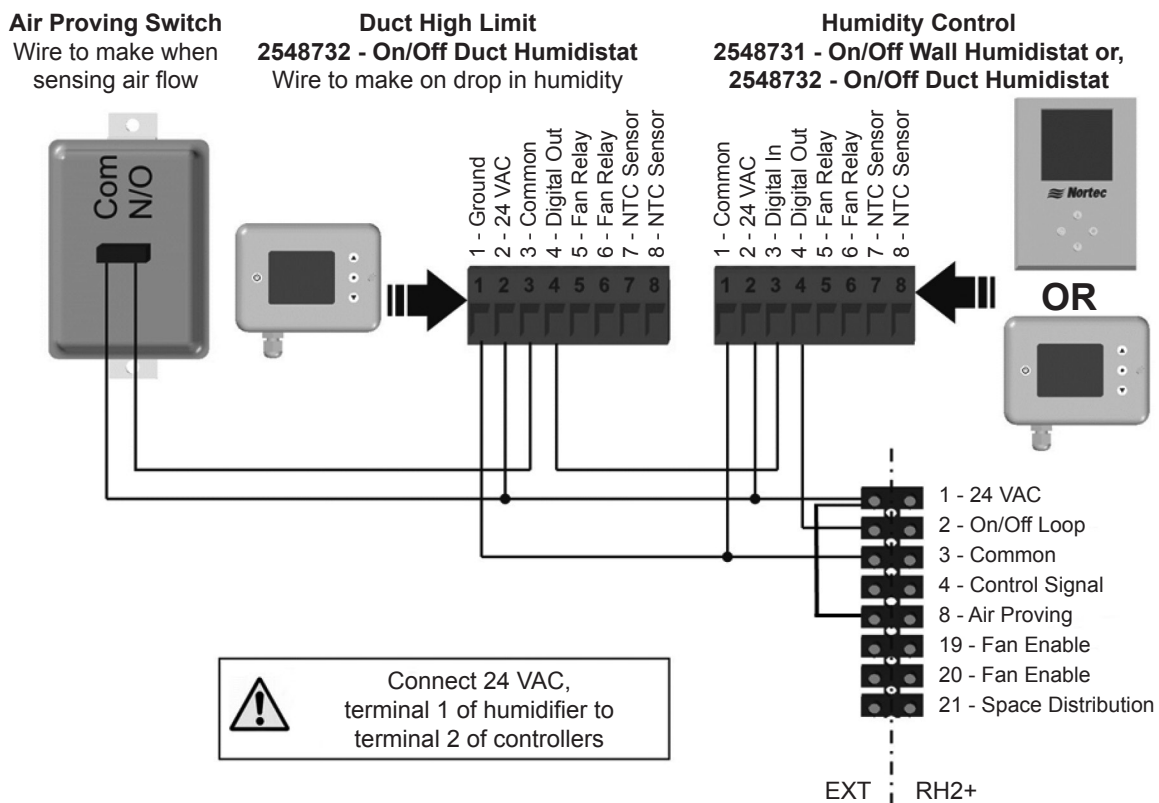 Air Proving Switch
Wire to make when
sensing air flow
Duct High Limit
2548732 - On/Off Duct Humidistat
Wire to make on drop in humidity
Humidity Control
2548731 - On/Off Wall Humidistat or,
2548732 - On/Off Duct Humidistat
Com
N/O
1 - Ground
2 - 24 VAC
3 - Common
4 - Digital Out
5 - Fan Relay
6 - Fan Relay
7 - NTC Sensor
8 - NTC Sensor
1 2 3 4 5 6 7 8
1 - Common
2 - 24 VAC
3 - Digital In
4 - Digital Out
5 - Fan Relay
6 - Fan Relay
7 - NTC Sensor
8 - NTC Sensor
1 2 3 4 5 6 7 8
Nortec
OR
1 - 24 VAC
2 - On/Off Loop
3 - Common
4 - Control Signal
8 - Air Proving
19 - Fan Enable
20 - Fan Enable
21 - Space Distribution
Connect 24 VAC,
terminal 1 of humidifier to
terminal 2 of controllers
EXT RH2+